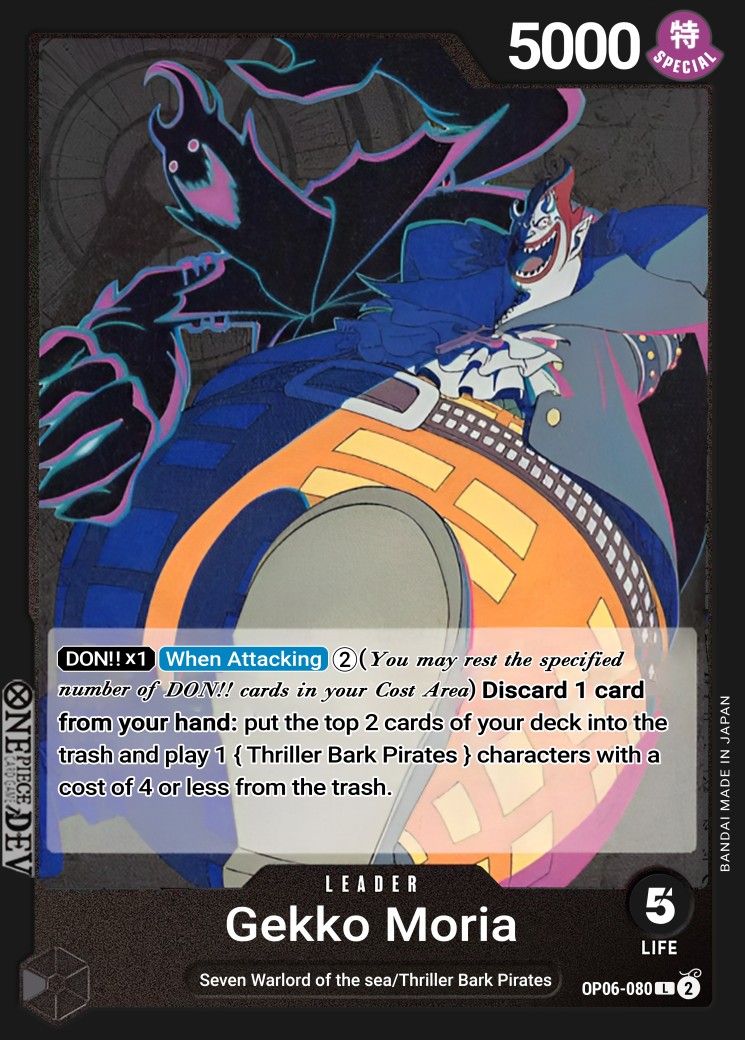 5000
特
SPECIAL
DON!! x1 When Attacking ② (You may rest the specified
number of DON!! cards in your Cost Area) Discard 1 card
from your hand: put the top 2 cards of your deck into the
trash and play 1 { Thriller Bark Pirates } characters with a
cost of 4 or less from the trash.
ONE PIECE
CARD GAME
DEV
BANDAI MADE IN JAPAN
LEADER
Gekko Moria
5
LIFE
Seven Warlord of the sea/Thriller Bark Pirates
OP06-080 L 2